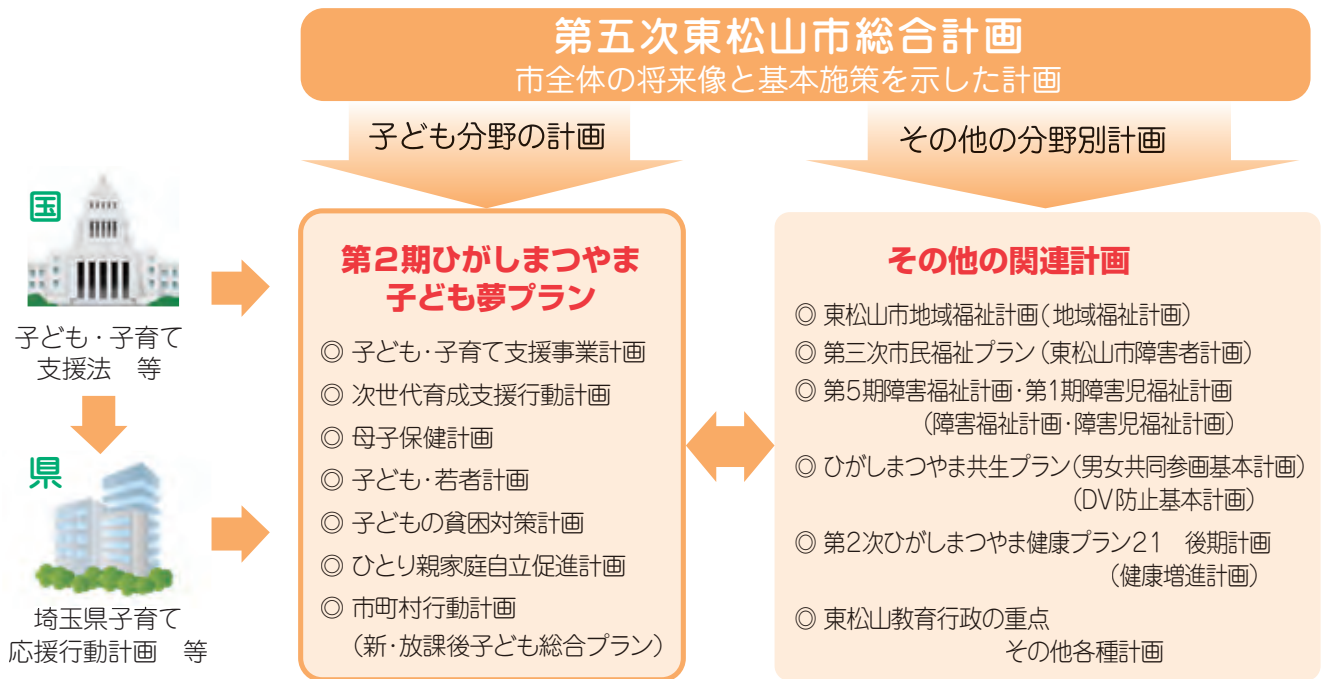 第五次東松山市総合計画
市全体の将来像と基本施策を示した計画
子ども分野の計画
その他の分野別計画
国
子ども・子育て
支援法　等
県
埼玉県子育て
応援行動計画　等
第2期ひがしまつやま
子ども夢プラン
◎ 子ども・子育て支援事業計画
◎ 次世代育成支援行動計画
◎ 母子保健計画
◎ 子ども・若者計画
◎ 子どもの貧困対策計画
◎ ひとり親家庭自立促進計画
◎ 市町村行動計画
（新・放課後子ども総合プラン）
その他の関連計画
◎ 東松山市地域福祉計画（地域福祉計画）
◎ 第三次市民福祉プラン（東松山市障害者計画）
◎ 第5期障害福祉計画・第1期障害児福祉計画
（障害福祉計画・障害児福祉計画）
◎ ひがしまつやま共生プラン（男女共同参画基本計画）
（DV防止基本計画）
◎ 第2次ひがしまつやま健康プラン21　後期計画
（健康増進計画）
◎ 東松山教育行政の重点
その他各種計画